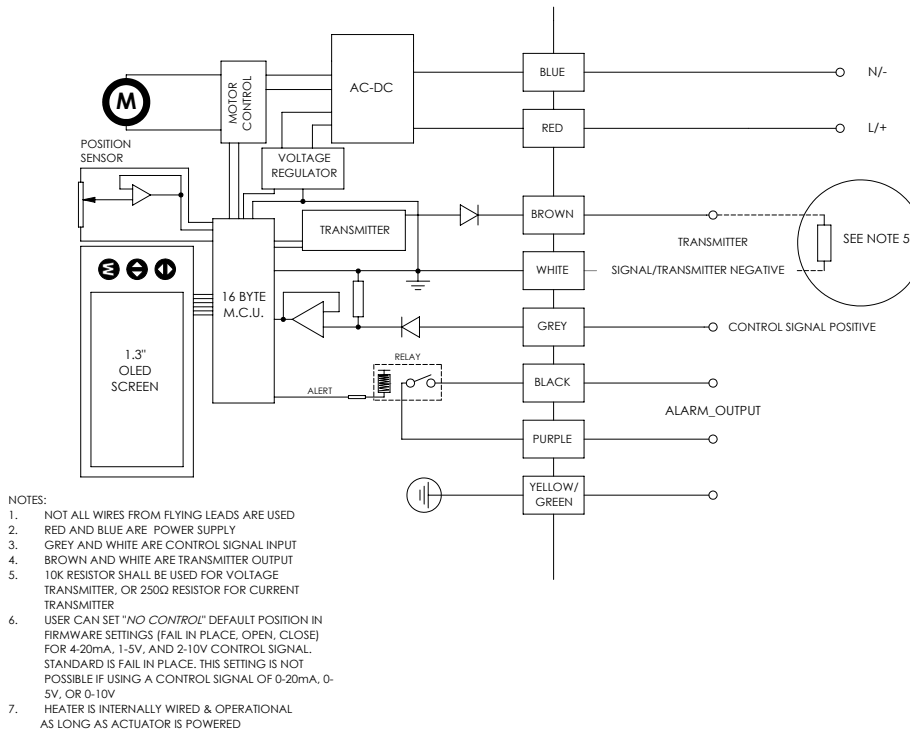 BLUE
N/-
AC-DC
MOTOR
CONTROL
M
RED
L/+
POSITION
SENSOR
VOLTAGE
REGULATOR
BROWN
TRANSMITTER
TRANSMITTER
SEE NOTE 5
WHITE
SIGNAL/TRANSMITTER NEGATIVE
16 BYTE
M.C.U.
GREY
CONTROL SIGNAL POSITIVE
1.3"
OLED
SCREEN
RELAY
BLACK
ALERT
ALARM_OUTPUT
PURPLE
YELLOW/
GREEN
NOTES:
1. NOT ALL WIRES FROM FLYING LEADS ARE USED
2. RED AND BLUE ARE POWER SUPPLY
3. GREY AND WHITE ARE CONTROL SIGNAL INPUT
4. BROWN AND WHITE ARE TRANSMITTER OUTPUT
5. 10K RESISTOR SHALL BE USED FOR VOLTAGE
TRANSMITTER, OR 250Ω RESISTOR FOR CURRENT
TRANSMITTER
6. USER CAN SET "NO CONTROL" DEFAULT POSITION IN
FIRMWARE SETTINGS (FAIL IN PLACE, OPEN, CLOSE)
FOR 4-20mA, 1-5V, AND 2-10V CONTROL SIGNAL.
STANDARD IS FAIL IN PLACE. THIS SETTING IS NOT
POSSIBLE IF USING A CONTROL SIGNAL OF 0-20mA, 0-
5V, OR 0-10V
7. HEATER IS INTERNALLY WIRED & OPERATIONAL
AS LONG AS ACTUATOR IS POWERED